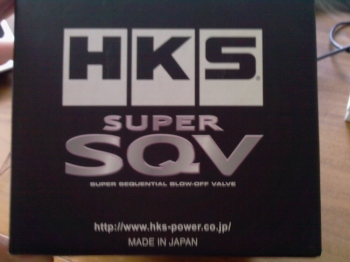 HKS
SUPER
SQV
SUPER SEQUENTIAL BLOW-OFF VALVE
http://www.hks-power.co.jp/
MADE IN JAPAN